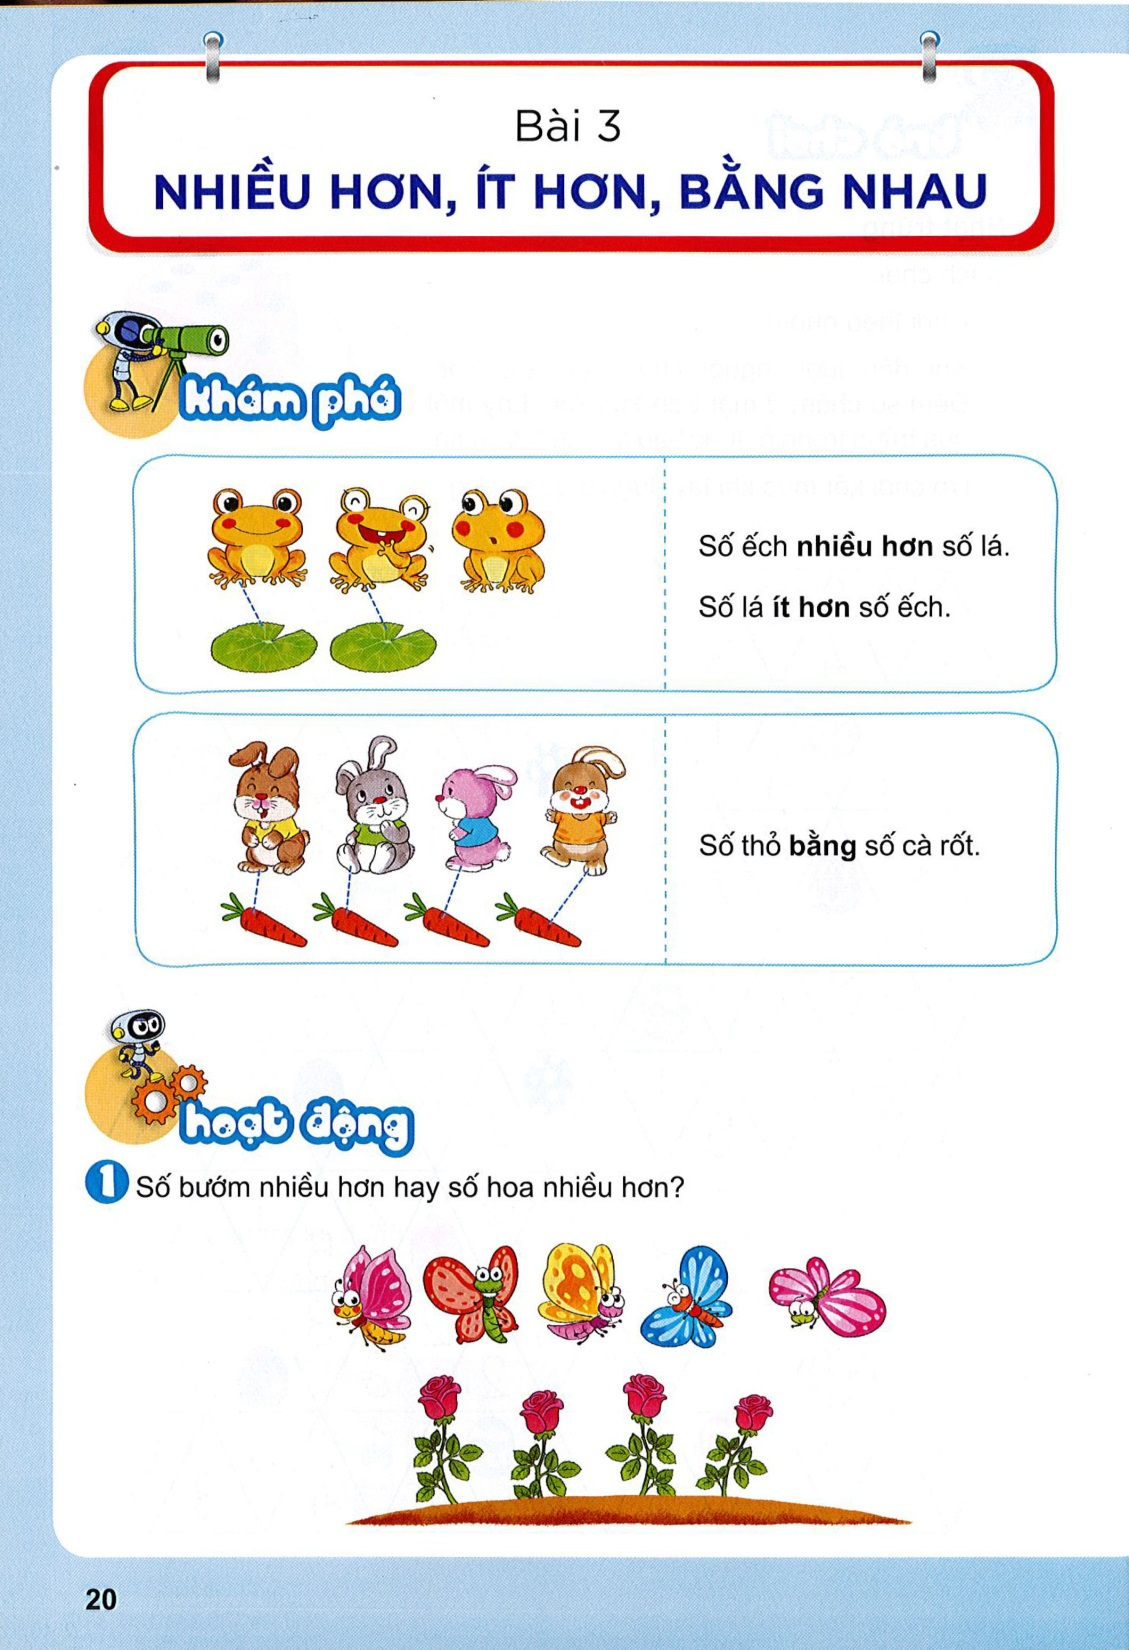 Bài 3
NHIỀU HƠN, ÍT HƠN, BẰNG NHAU
khám phá
Số ếch nhiều hơn số lá.
Số lá ít hơn số ếch.
Số thỏ bằng số cà rốt.
hoạt động
1 Số bướm nhiều hơn hay số hoa nhiều hơn?
20